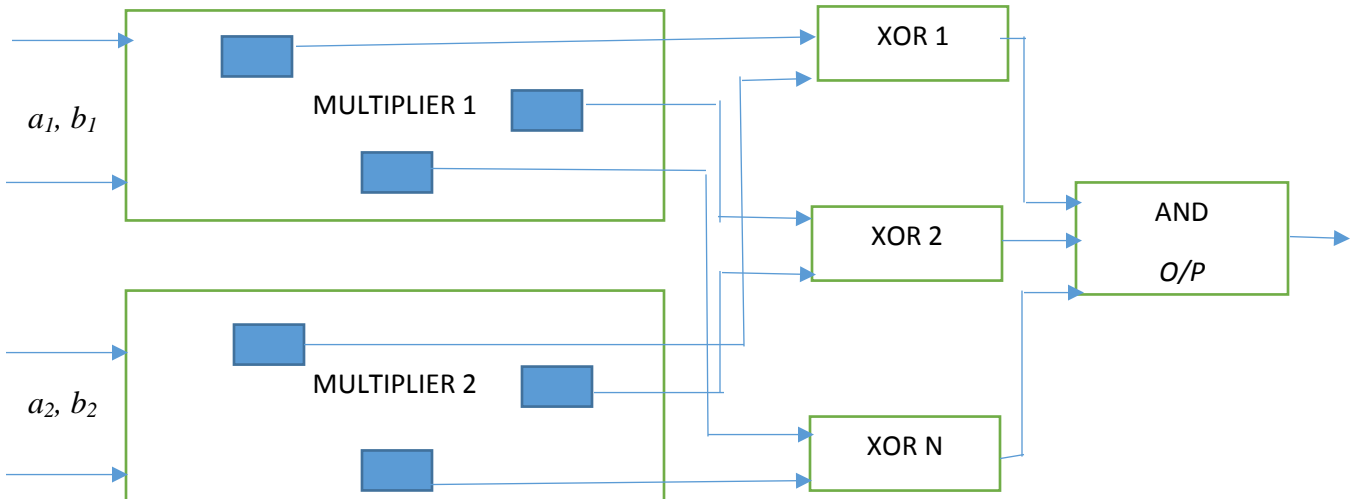 XOR 1
MULTIPLIER 1
a1, b1
XOR 2
AND
O/P
MULTIPLIER 2
a2, b2
XOR N